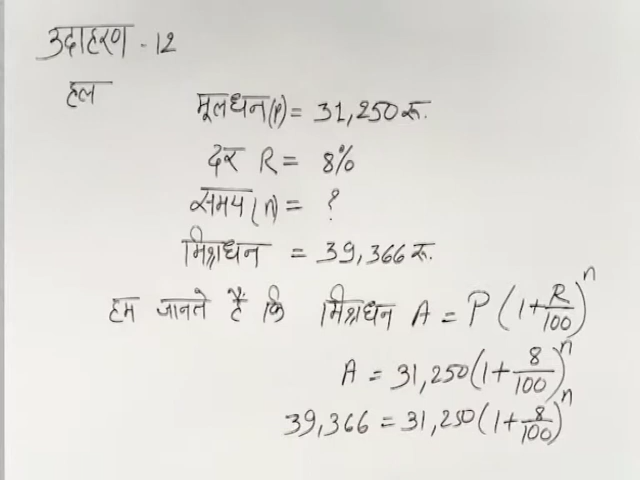 उदाहरण - 12
हल
मूलधन (P) = 31,250 रू.
दर R = 8%
समय (n) = ?
मिश्रधन = 39,366 रू.
हम जानते है कि मिश्रधन A = P(1+R/100)^n
A = 31,250(1+8/100)^n
39,366 = 31,250(1+8/100)^n